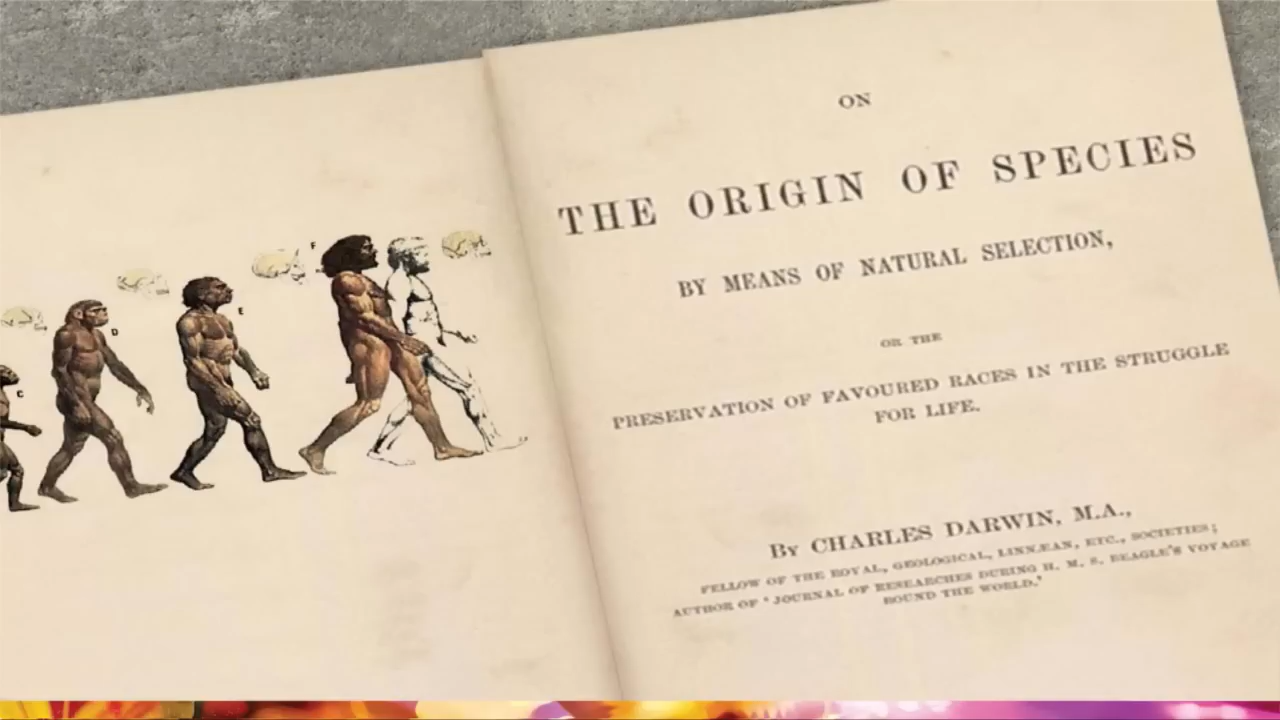 C
D
E
F
ON
THE ORIGIN OF SPECIES
BY MEANS OF NATURAL SELECTION,
OR THE
PRESERVATION OF FAVOURED RACES IN THE STRUGGLE
FOR LIFE.
BY CHARLES DARWIN, M.A.,
FELLOW OF THE ROYAL, GEOLOGICAL, LINNÆAN, ETC., SOCIETIES;
AUTHOR OF 'JOURNAL OF RESEARCHES DURING H. M. S. BEAGLE'S VOYAGE
ROUND THE WORLD.'